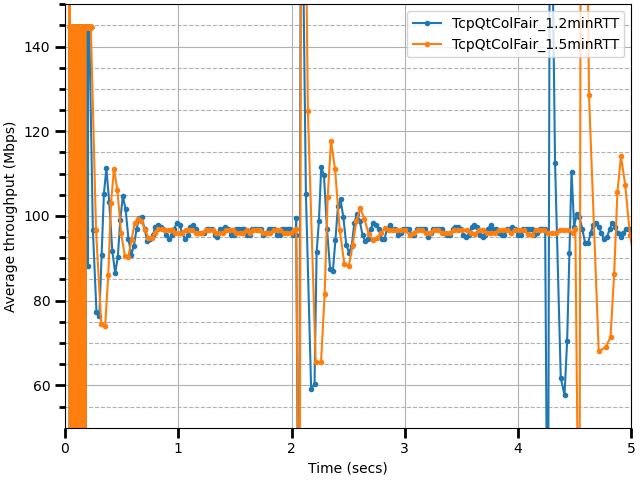 TcpQtColFair_1.2minRTT
TcpQtColFair_1.5minRTT
Average throughput (Mbps)
140
120
100
80
60
0 1 2 3 4 5
Time (secs)